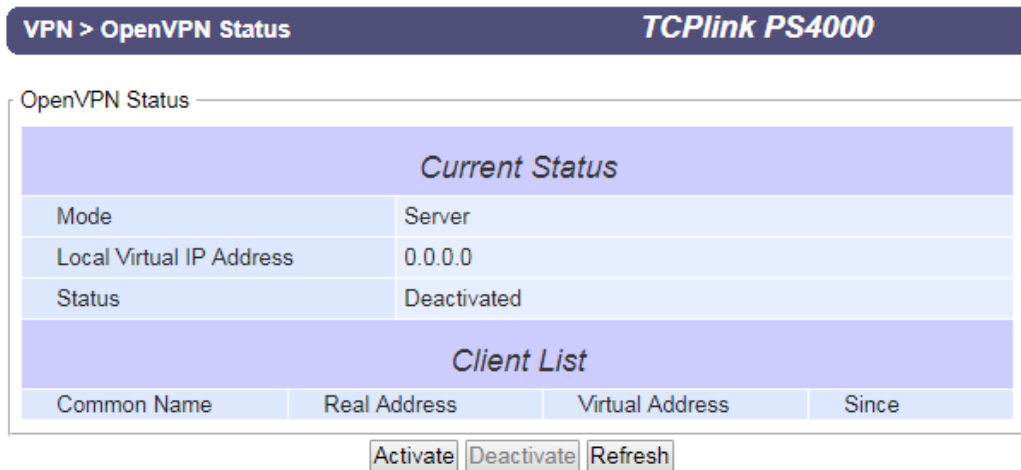 VPN > OpenVPN Status TCPlink PS4000
OpenVPN Status
Current Status
Mode Server
Local Virtual IP Address 0.0.0.0
Status Deactivated
Client List
Common Name Real Address Virtual Address Since
Activate Deactivate Refresh